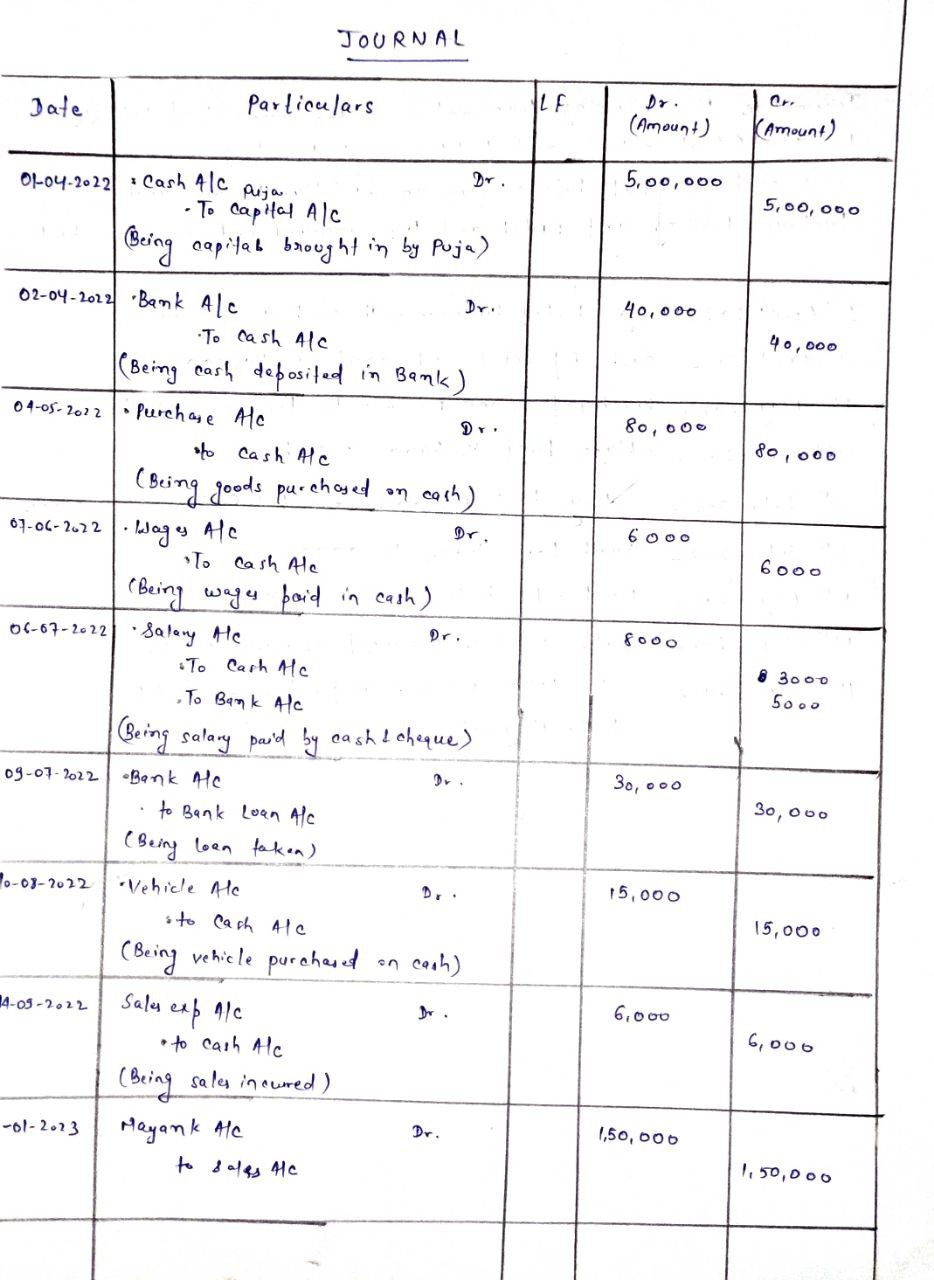 JOURNAL
Date Particulars LF Dr. (Amount) Cr. (Amount)
01-04-2022 Cash A/c Dr. 5,00,000
Puja
- To Capital A/c 5,00,000
(Being capital brought in by Puja)
02-04-2022 Bank A/c Dr. 40,000
To Cash A/c 40,000
(Being cash deposited in Bank)
04-05-2022 Purchase A/c Dr. 80,000
to Cash A/c 80,000
(Being goods purchased on cash)
07-06-2022 Wages A/c Dr. 6000
To Cash A/c 6000
(Being wages paid in cash)
06-07-2022 Salary A/c Dr. 8000
To Cash A/c 3000
To Bank A/c 5000
(Being salary paid by cash & cheque)
09-07-2022 Bank A/c Dr. 30,000
to Bank Loan A/c 30,000
(Being loan taken)
10-08-2022 Vehicle A/c Dr. 15,000
to Cash A/c 15,000
(Being vehicle purchased on cash)
14-09-2022 Sales exp A/c Dr. 6,000
to Cash A/c 6,000
(Being sales incurred)
-01-2023 Mayank A/c Dr. 1,50,000
to Sales A/c 1,50,000